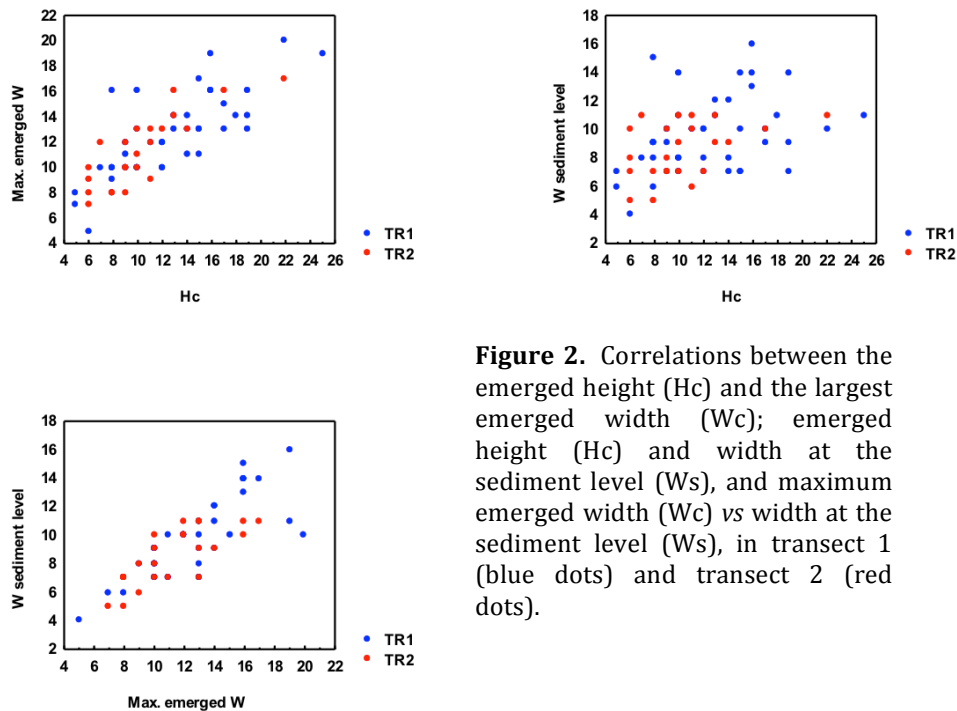 22
20
18
16
14
12
10
8
6
4
Max. emerged W
4 6 8 10 12 14 16 18 20 22 24 26
Hc
TR1
TR2
18
16
14
12
10
8
6
4
2
W sediment level
4 6 8 10 12 14 16 18 20 22 24 26
Hc
TR1
TR2
18
16
14
12
10
8
6
4
2
W sediment level
4 6 8 10 12 14 16 18 20 22
Max. emerged W
TR1
TR2
Figure 2. Correlations between the
emerged height (Hc) and the largest
emerged width (Wc); emerged
height (Hc) and width at the
sediment level (Ws), and maximum
emerged width (Wc) vs width at the
sediment level (Ws), in transect 1
(blue dots) and transect 2 (red
dots).